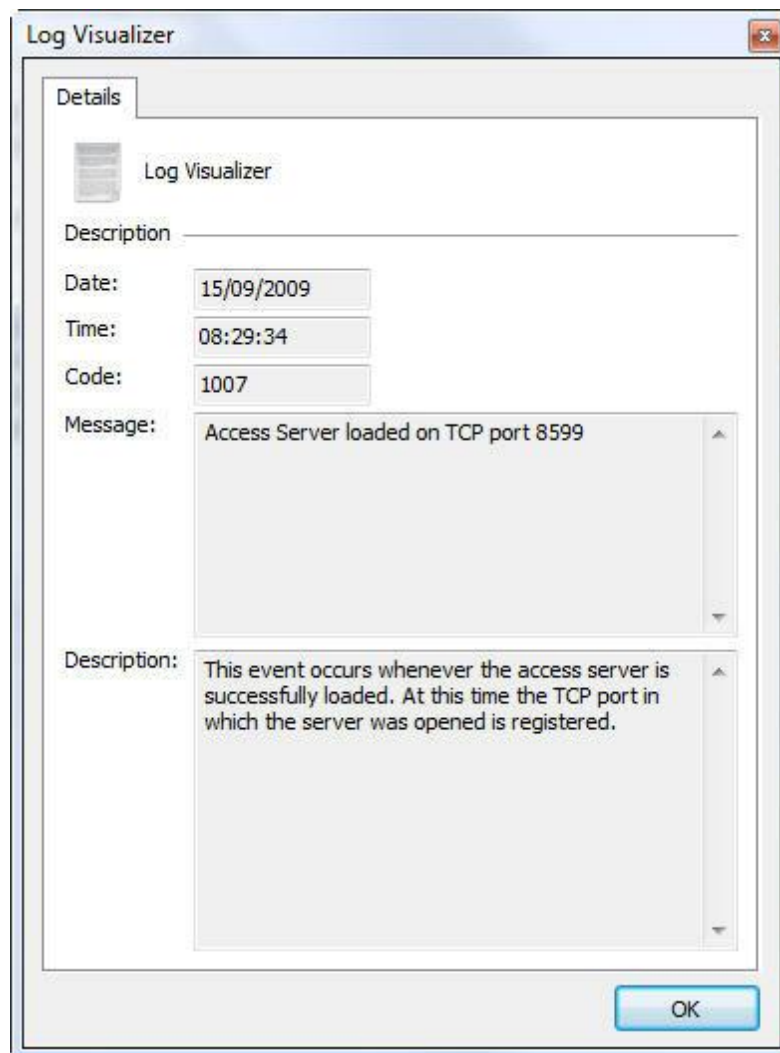 Log Visualizer
Details
Log Visualizer
Description
Date: 15/09/2009
Time: 08:29:34
Code: 1007
Message: Access Server loaded on TCP port 8599
Description: This event occurs whenever the access server is
successfully loaded. At this time the TCP port in
which the server was opened is registered.
OK